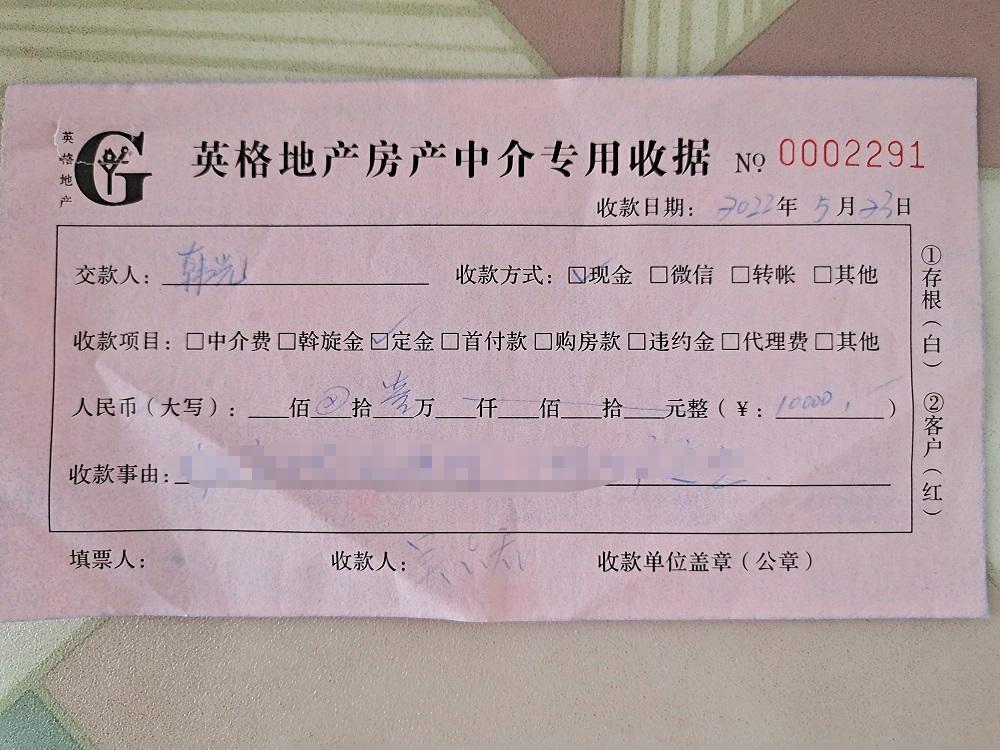 英格地产
英格地产房产中介专用收据 No. 0002291
收款日期: 2022年 5月 23日
交款人: 韩光 收款方式: ☑现金 □微信 □转帐 □其他
收款项目: □中介费 □斡旋金 ☑定金 □首付款 □购房款 □违约金 □代理费 □其他
人民币(大写): 佰 ⊗ 拾 壹 万 仟 佰 拾 元整(¥: 10000.)
收款事由:
填票人: 收款人: 收款单位盖章(公章)
①存根(白) ②客户(红)